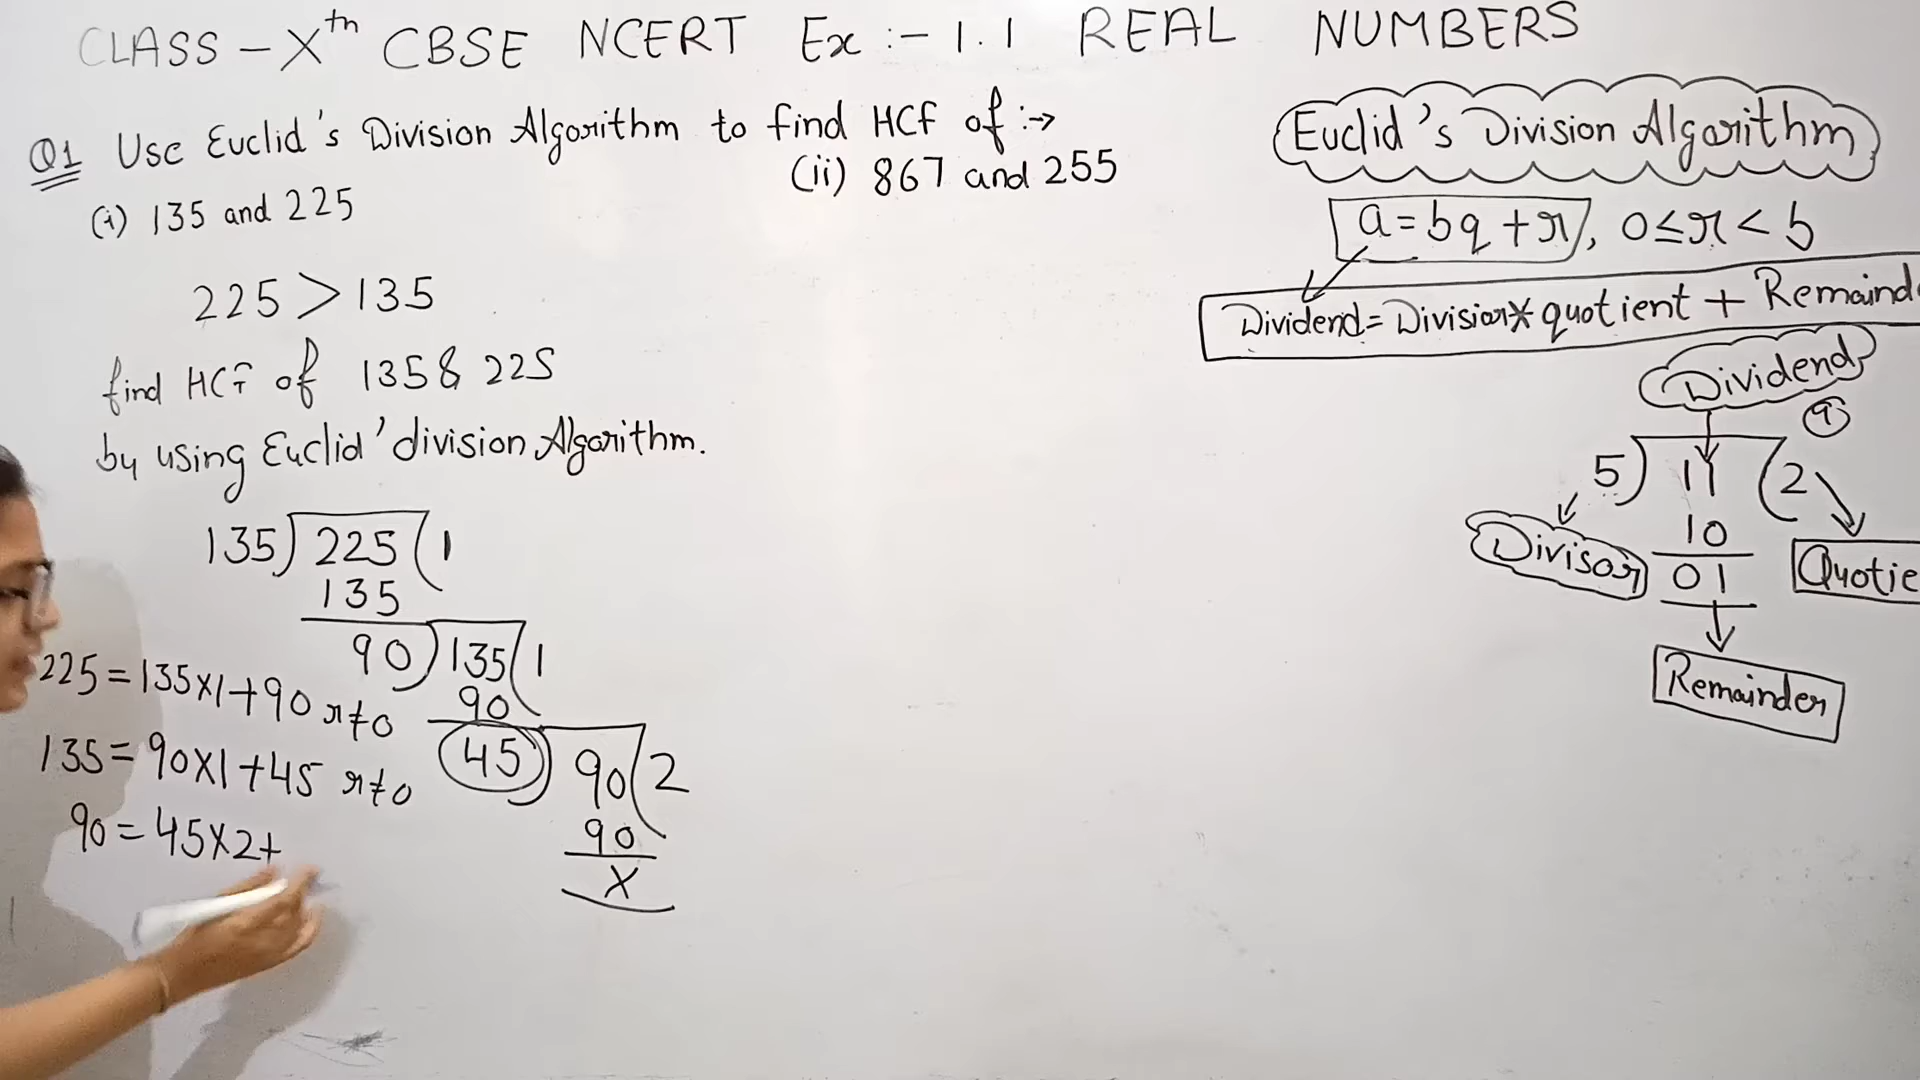 CLASS - Xth CBSE NCERT Ex :- 1.1 REAL NUMBERS
Q1 Use Euclid's Division Algorithm to find HCF of :→
(i) 135 and 225
(ii) 867 and 255
225 > 135
find HCF of 135 & 225
by using Euclid' division Algorithm.
135) 225 (1
135
90) 135 (1
90
45) 90 (2
90
X
225 = 135x1+90 r≠0
135 = 90x1+45 r≠0
90 = 45x2+
Euclid's Division Algorithm
a = bq + r, 0≤r<b
Dividend = Division* quotient + Remaind
Dividend
5) 11 (2
10
01
Divisor
Quotie
Remainder